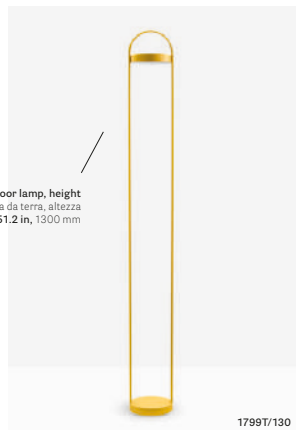 oor lamp, height
a da terra, altezza
51.2 in, 1300 mm
1799T/130